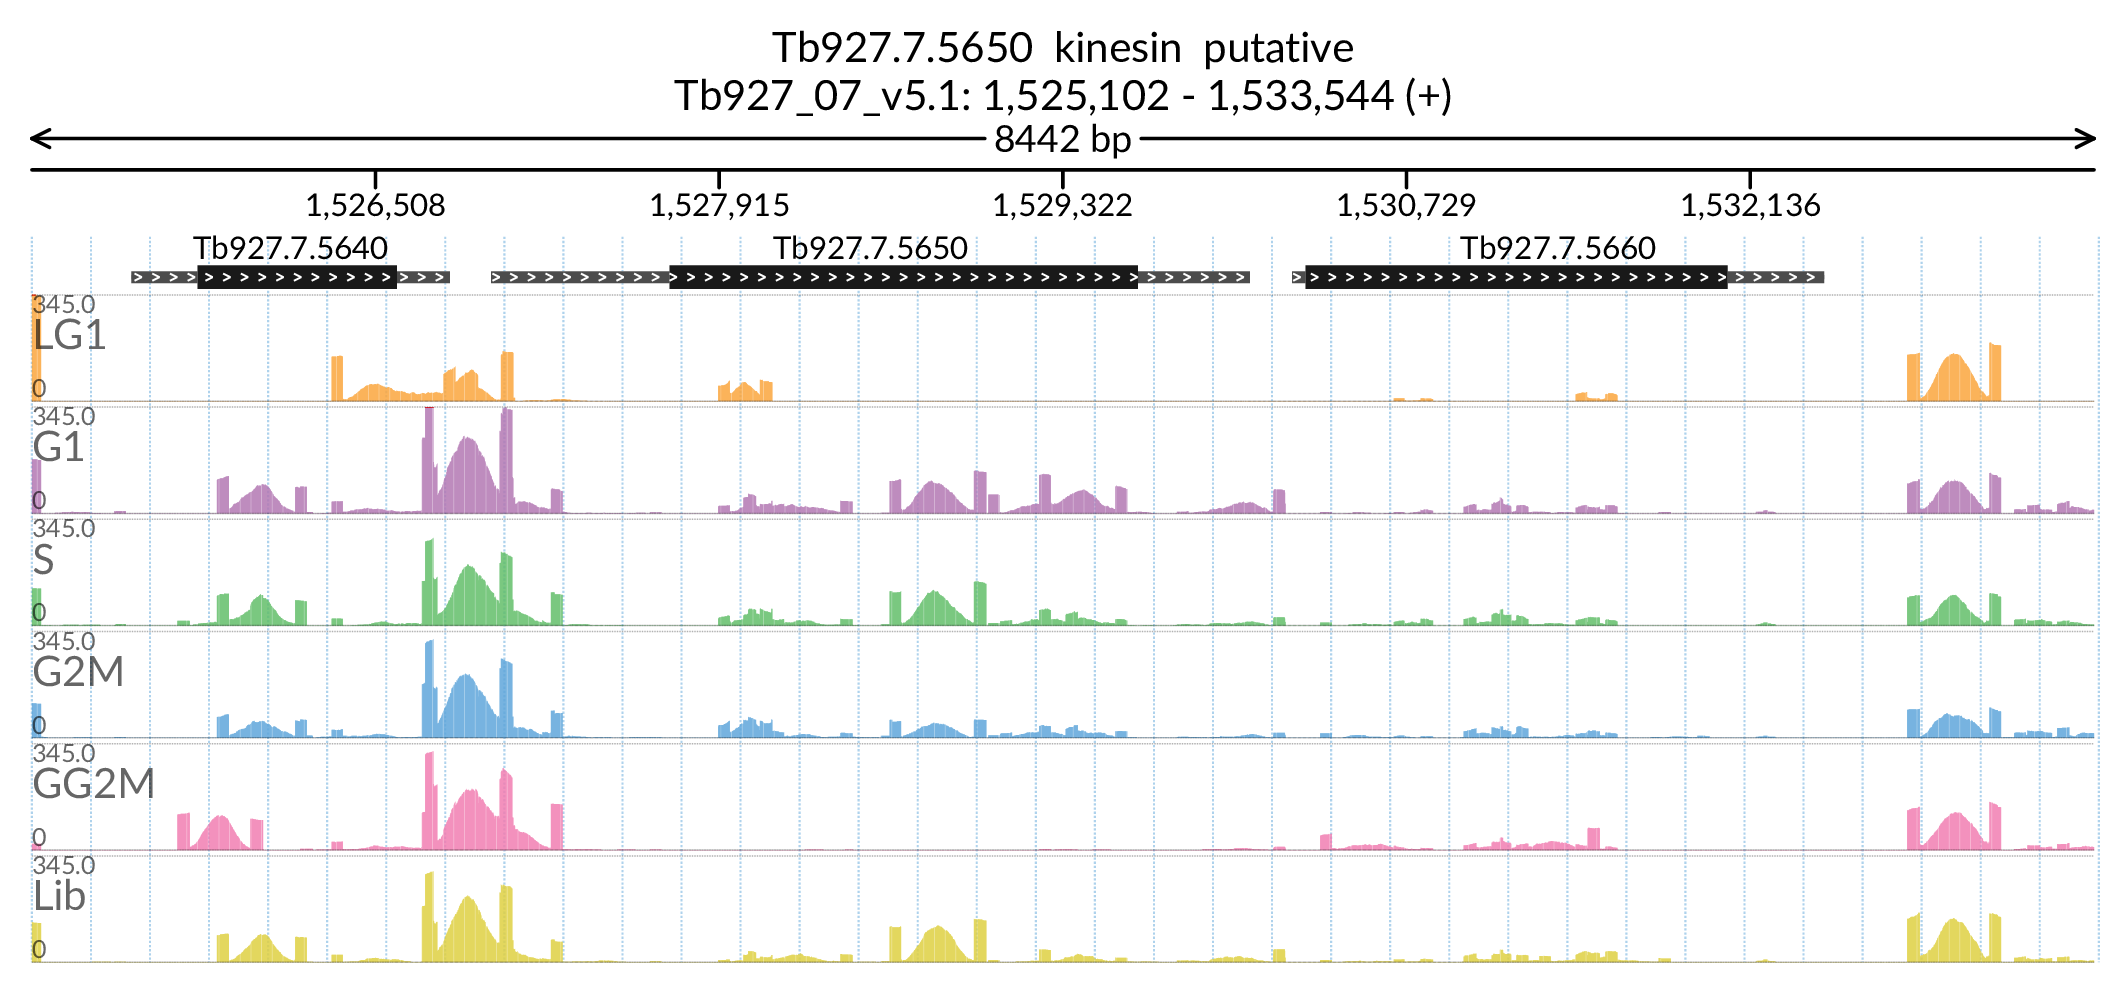 Tb927.7.5650 kinesin putative
Tb927_07_v5.1: 1,525,102 - 1,533,544 (+)
8442 bp
1,526,508 1,527,915 1,529,322 1,530,729 1,532,136
Tb927.7.5640 Tb927.7.5650 Tb927.7.5660
345.0
LG1
0
345.0
G1
0
345.0
S
0
345.0
G2M
0
345.0
GG2M
0
345.0
Lib
0